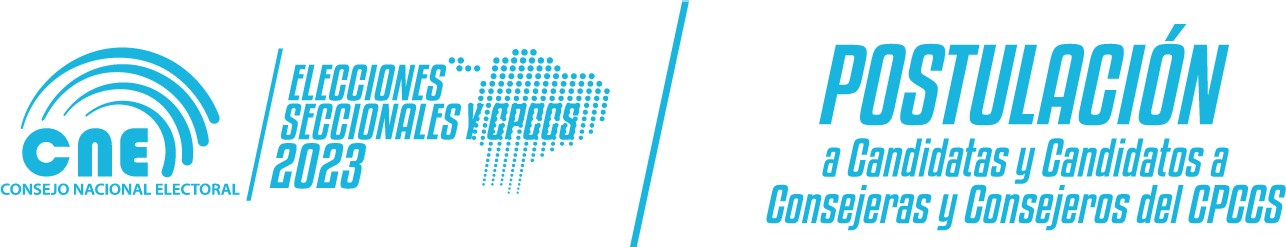 CNE
CONSEJO NACIONAL ELECTORAL
ELECCIONES
SECCIONALES Y CPCCS
2023
POSTULACIÓN
a Candidatas y Candidatos a
Consejeras y Consejeros del CPCCS